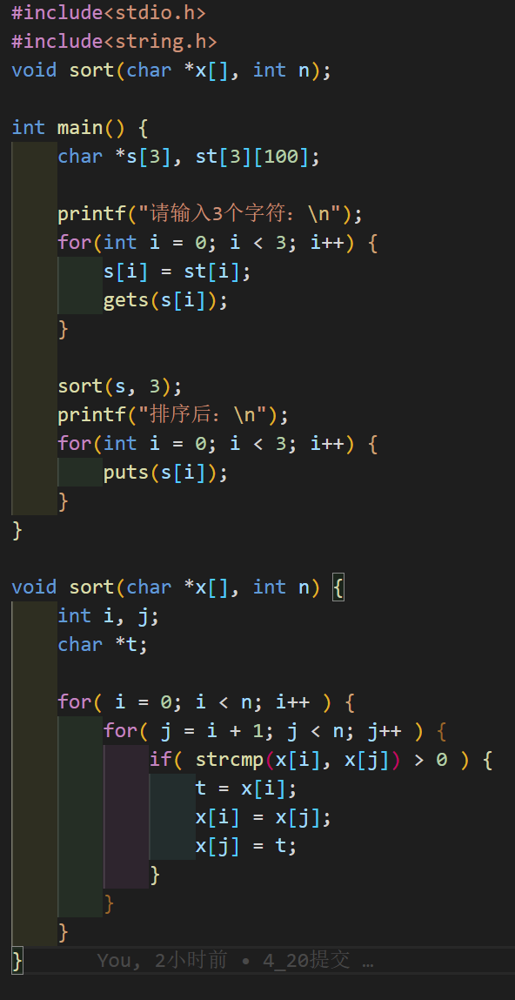 #include<stdio.h>
#include<string.h>
void sort(char *x[], int n);
int main() {
char *s[3], st[3][100];
printf("请输入3个字符：\n");
for(int i = 0; i < 3; i++) {
s[i] = st[i];
gets(s[i]);
}
sort(s, 3);
printf("排序后：\n");
for(int i = 0; i < 3; i++) {
puts(s[i]);
}
}
void sort(char *x[], int n) {
int i, j;
char *t;
for( i = 0; i < n; i++ ) {
for( j = i + 1; j < n; j++ ) {
if( strcmp(x[i], x[j]) > 0 ) {
t = x[i];
x[i] = x[j];
x[j] = t;
}
}
}
} You, 2小时前 • 4_20提交 …